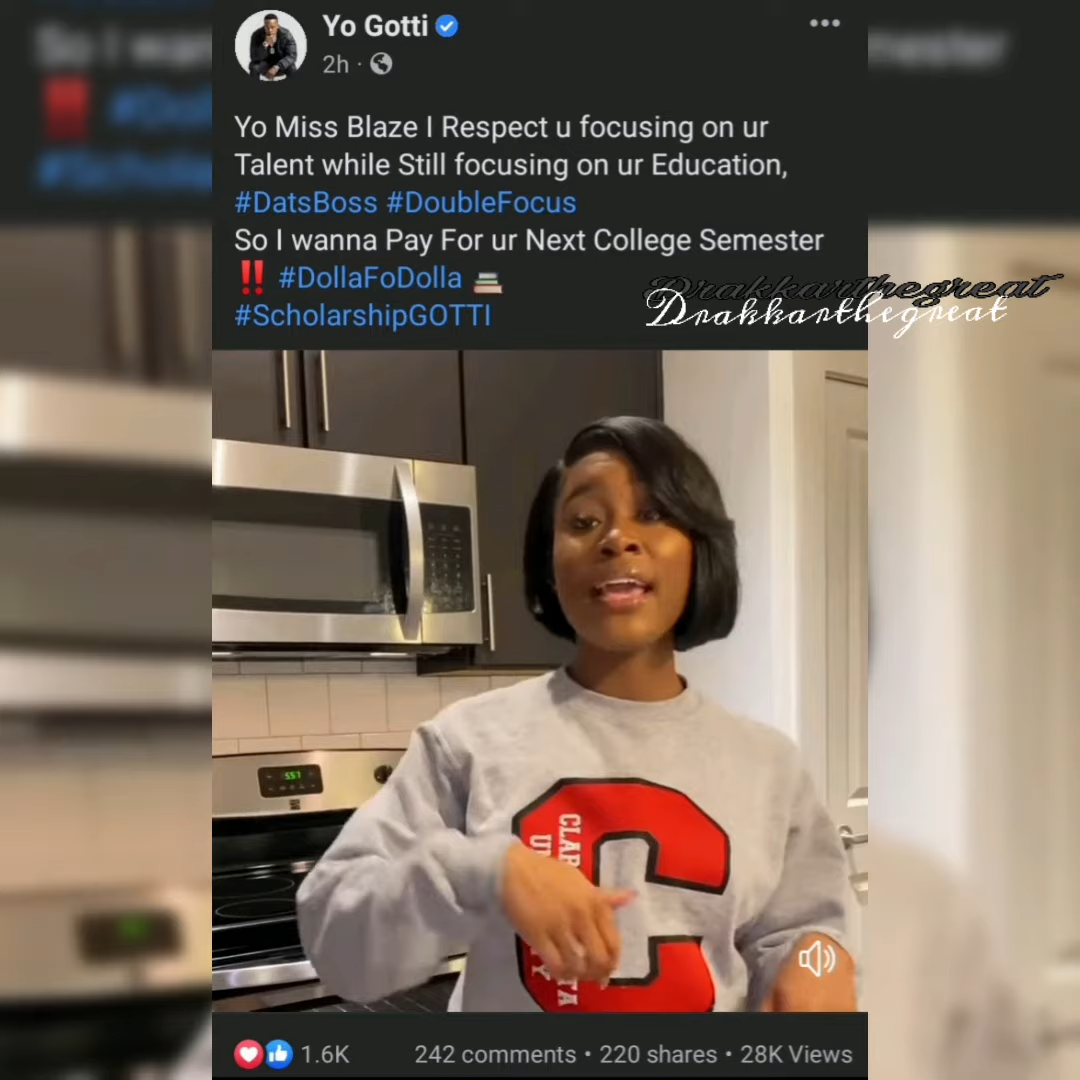 Yo Gotti
2h ·
Yo Miss Blaze I Respect u focusing on ur
Talent while Still focusing on ur Education,
#DatsBoss #DoubleFocus
So I wanna Pay For ur Next College Semester
‼️ #DollaFoDolla 📚
#ScholarshipGOTTI
Drakkarthegreat
Drakkarthegreat
551
C
1.6K
242 comments • 220 shares • 28K Views